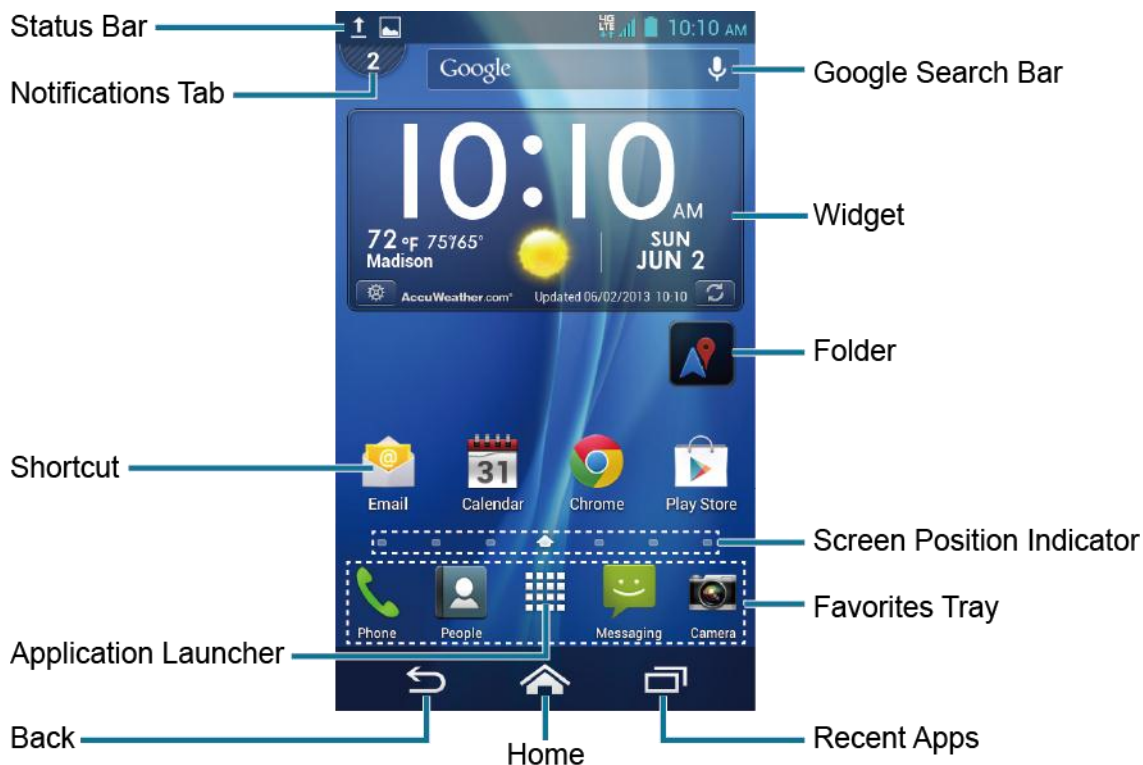 Status Bar
4G
LTE
10:10 AM
2
Notifications Tab
Google
Google Search Bar
10:10 AM
Widget
72 °F 75°/65°
Madison
SUN
JUN 2
AccuWeather.com®
Updated 06/02/2013 10:10
Folder
Shortcut
@
31
Email
Calendar
Chrome
Play Store
Screen Position Indicator
Favorites Tray
Phone
People
Messaging
Camera
Application Launcher
Back
Home
Recent Apps